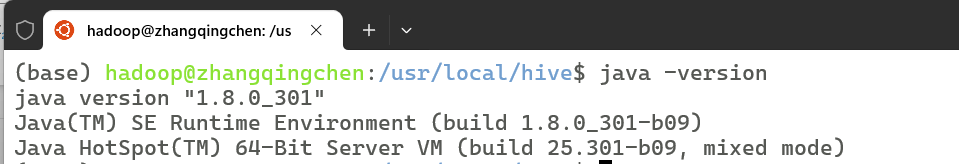 hadoop@zhangqingchen: /us
(base) hadoop@zhangqingchen:/usr/local/hive$ java -version
java version "1.8.0_301"
Java(TM) SE Runtime Environment (build 1.8.0_301-b09)
Java HotSpot(TM) 64-Bit Server VM (build 25.301-b09, mixed mode)